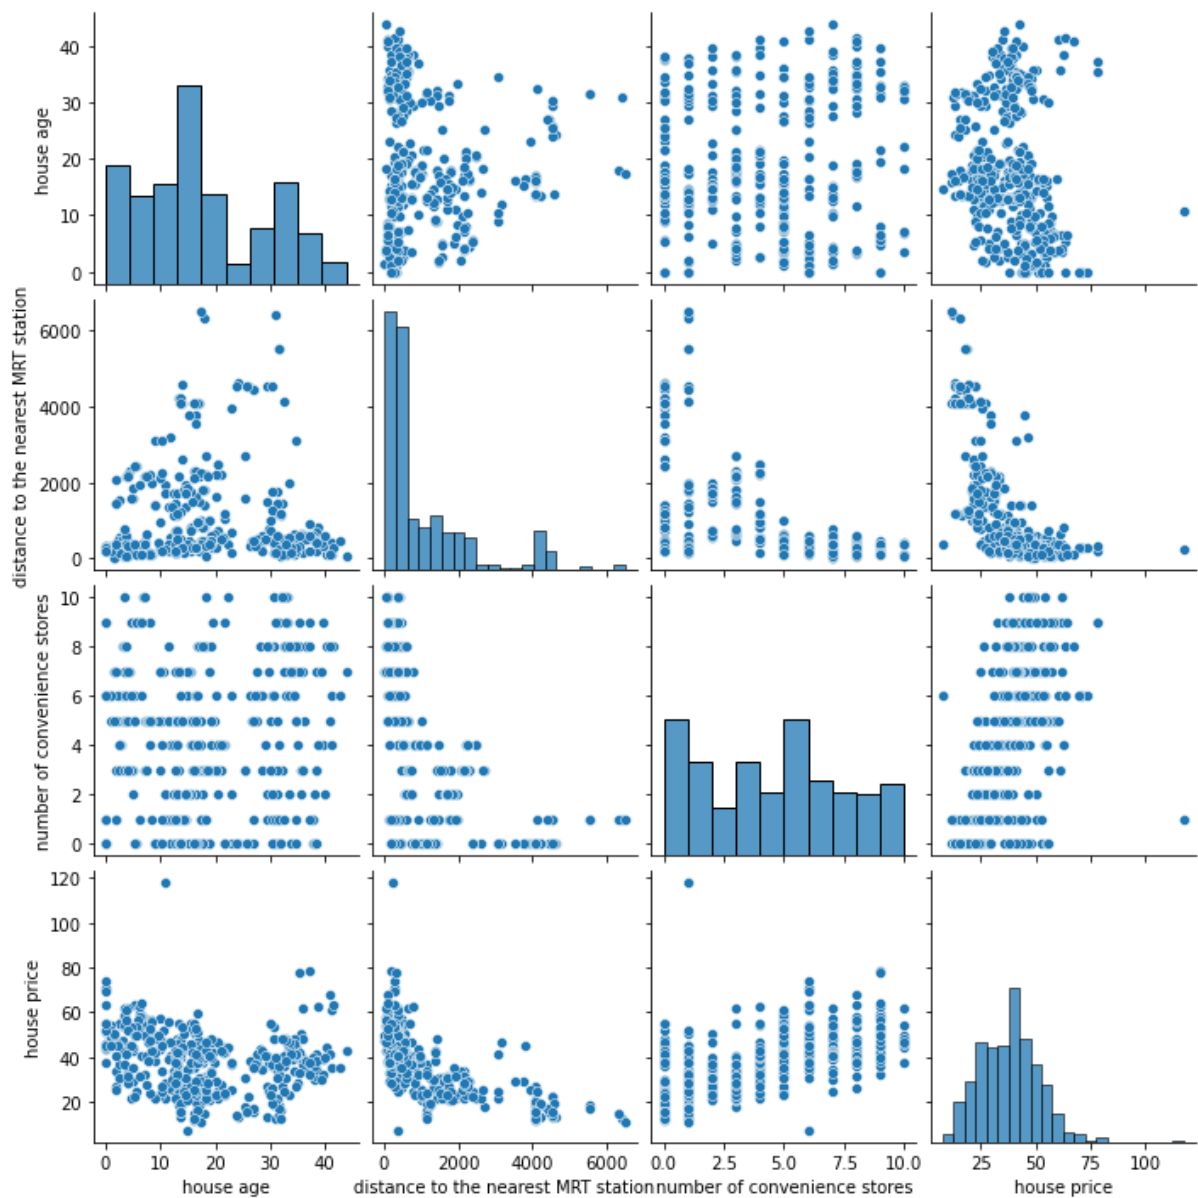 40
30
20
10
0
house age
6000
4000
2000
0
distance to the nearest MRT station
10
8
6
4
2
0
number of convenience stores
120
100
80
60
40
20
house price
0 10 20 30 40
house age
0 2000 4000 6000
distance to the nearest MRT station
0.0 2.5 5.0 7.5 10.0
number of convenience stores
25 50 75 100
house price